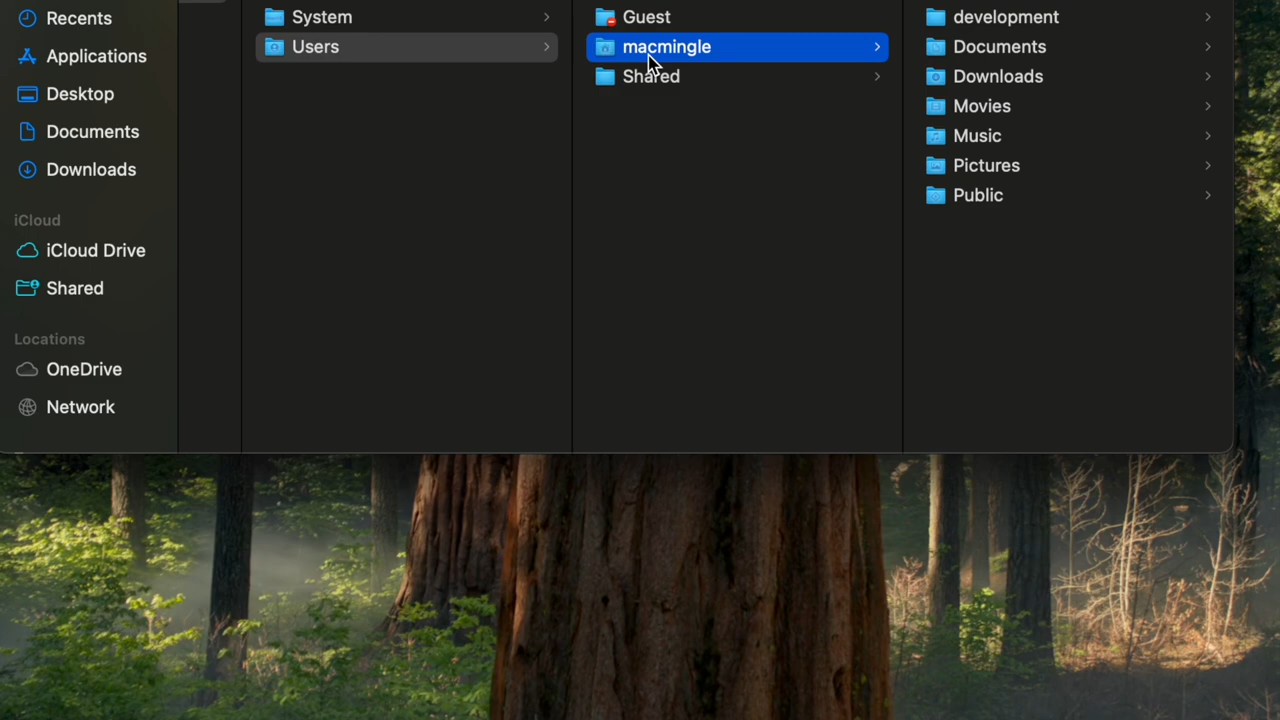 Recents
Applications
Desktop
Documents
Downloads
iCloud
iCloud Drive
Shared
Locations
OneDrive
Network
System
Users
Guest
macmingle
Shared
development
Documents
Downloads
Movies
Music
Pictures
Public